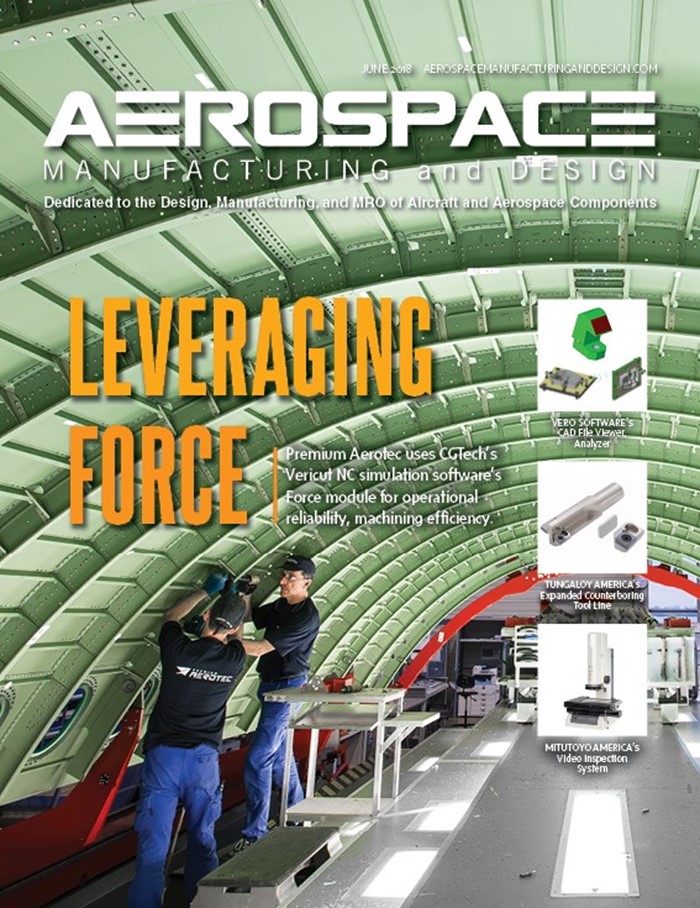 JUNE 2018 AEROSPACEMANUFACTURINGANDDESIGN.COM
AEROSPACE
MANUFACTURING and DESIGN
Dedicated to the Design, Manufacturing, and MRO of Aircraft and Aerospace Components
LEVERAGING
FORCE
Premium Aerotec uses CGTech's
Vericut NC simulation software's
Force module for operational
reliability, machining efficiency.
VERO SOFTWARE'S
CAD File Viewer,
Analyzer
TUNGALOY AMERICA'S
Expanded Counterboring
Tool Line
MITUTOYO AMERICA'S
Video Inspection
System
PREMIUM
AEROTEC